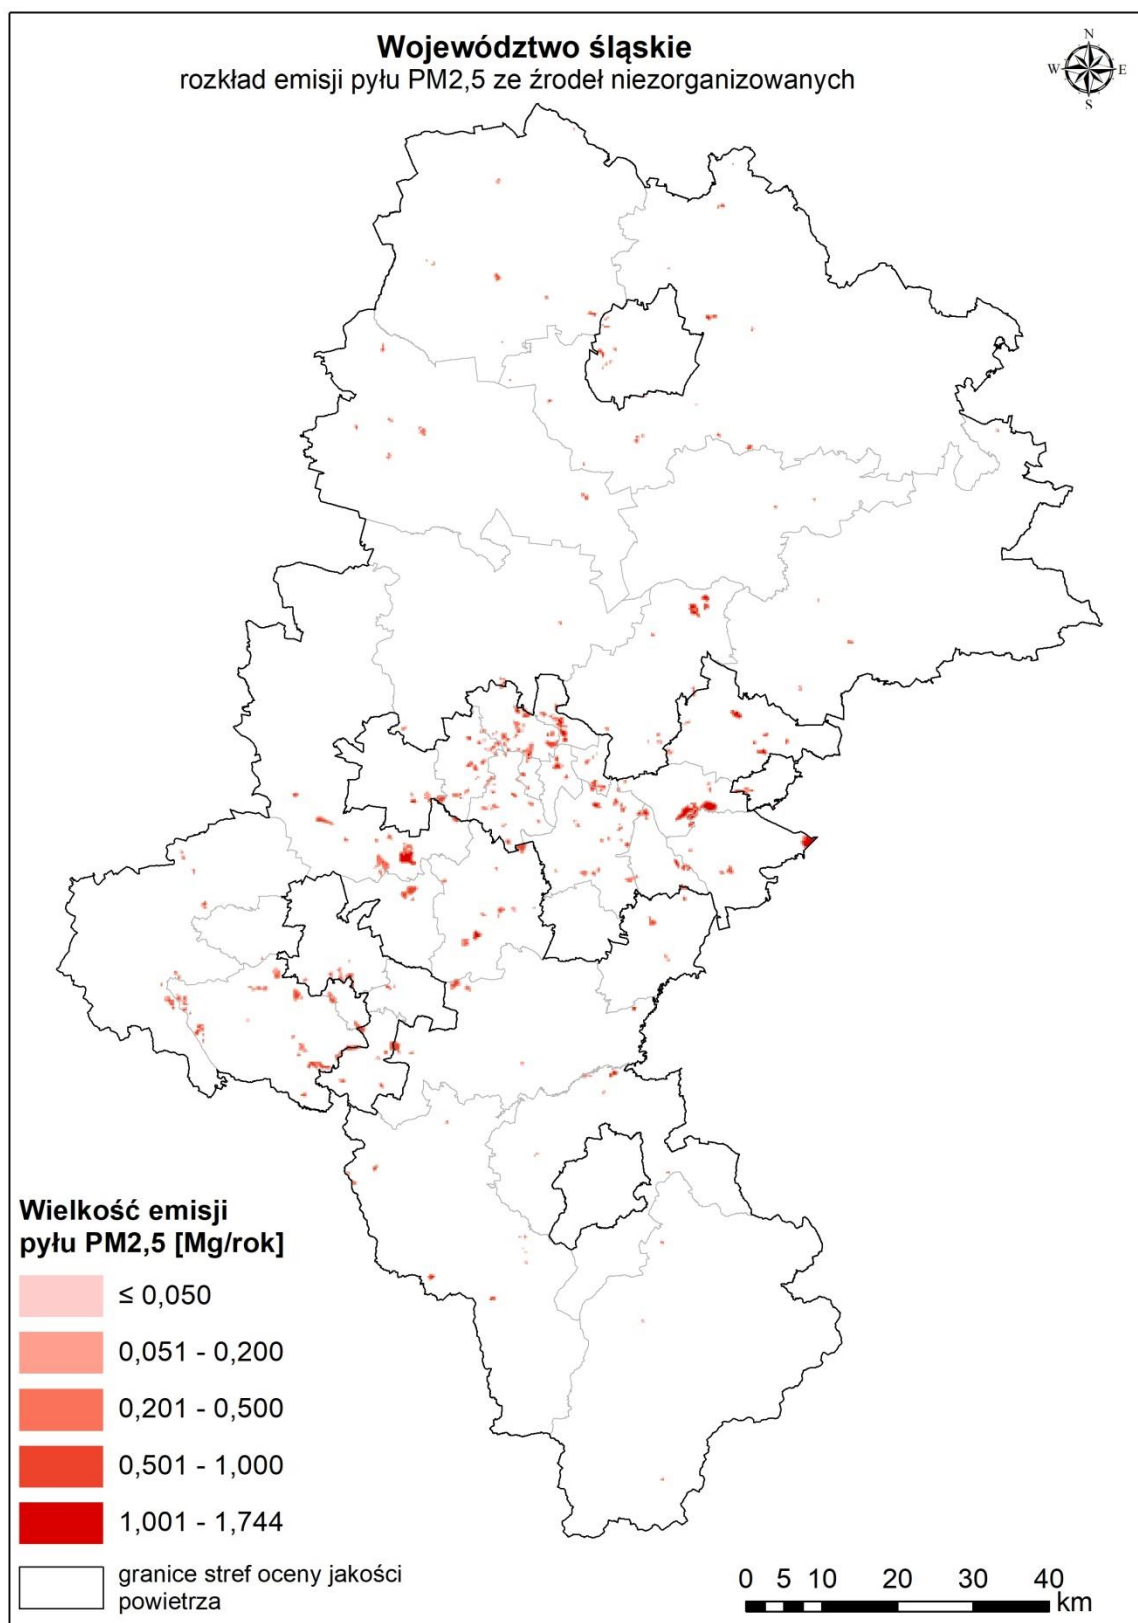 Województwo śląskie
rozkład emisji pyłu PM2,5 ze źrodeł niezorganizowanych
N
W E
S
Wielkość emisji
pyłu PM2,5 [Mg/rok]
≤ 0,050
0,051 - 0,200
0,201 - 0,500
0,501 - 1,000
1,001 - 1,744
granice stref oceny jakości
powietrza
0 5 10 20 30 40
km